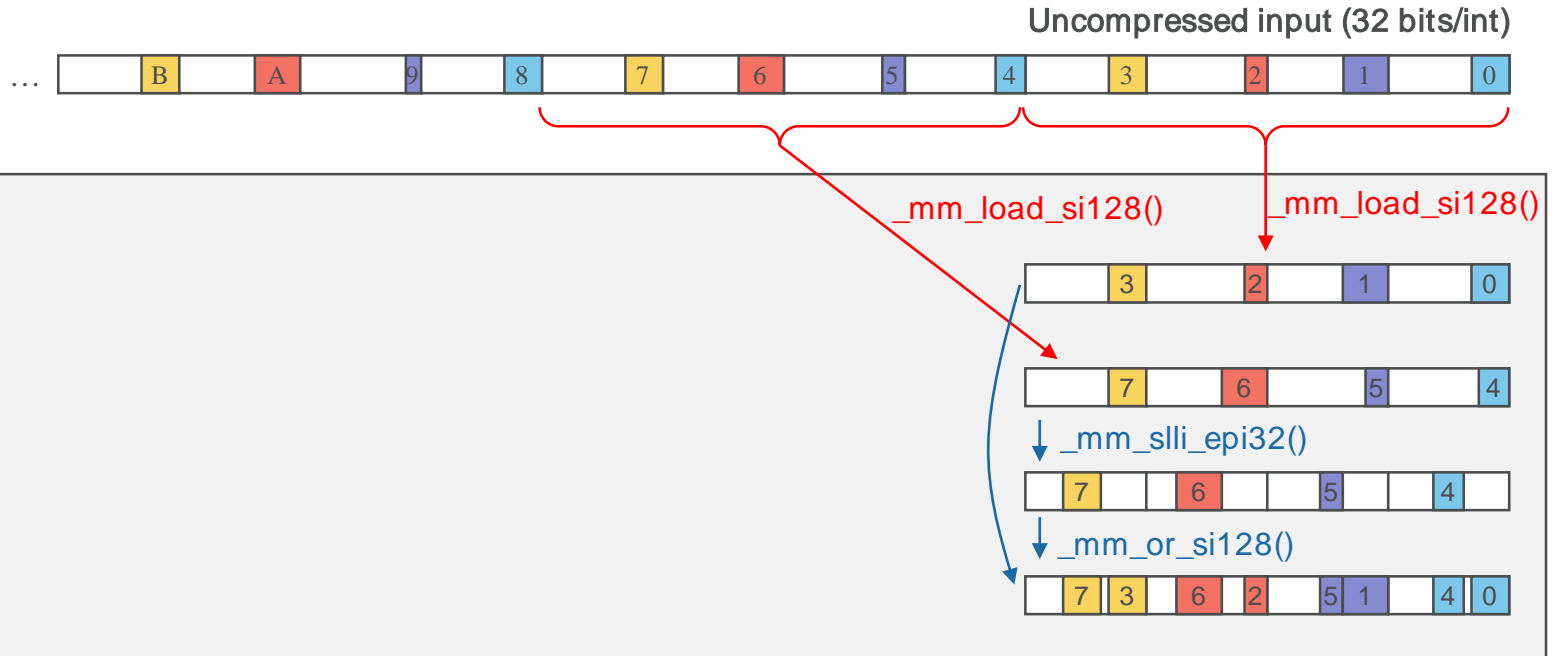 Uncompressed input (32 bits/int)
… B A 9 8 7 6 5 4 3 2 1 0
_mm_load_si128() _mm_load_si128()
3 2 1 0
7 6 5 4
_mm_slli_epi32()
7 6 5 4
_mm_or_si128()
7 3 6 2 5 1 4 0